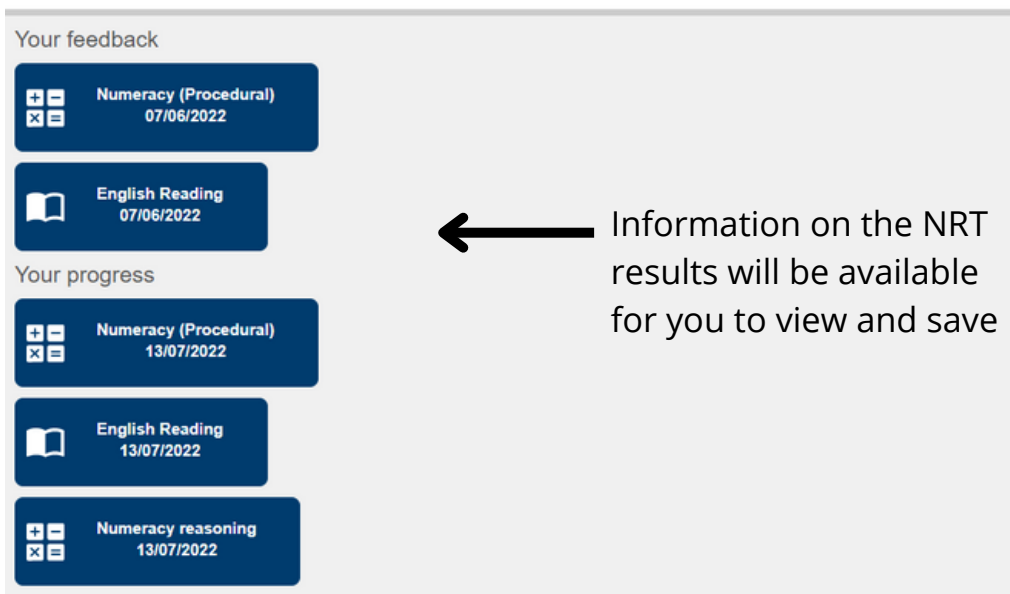 Your feedback
Numeracy (Procedural)
07/06/2022
English Reading
07/06/2022
Information on the NRT
results will be available
for you to view and save
Your progress
Numeracy (Procedural)
13/07/2022
English Reading
13/07/2022
Numeracy reasoning
13/07/2022